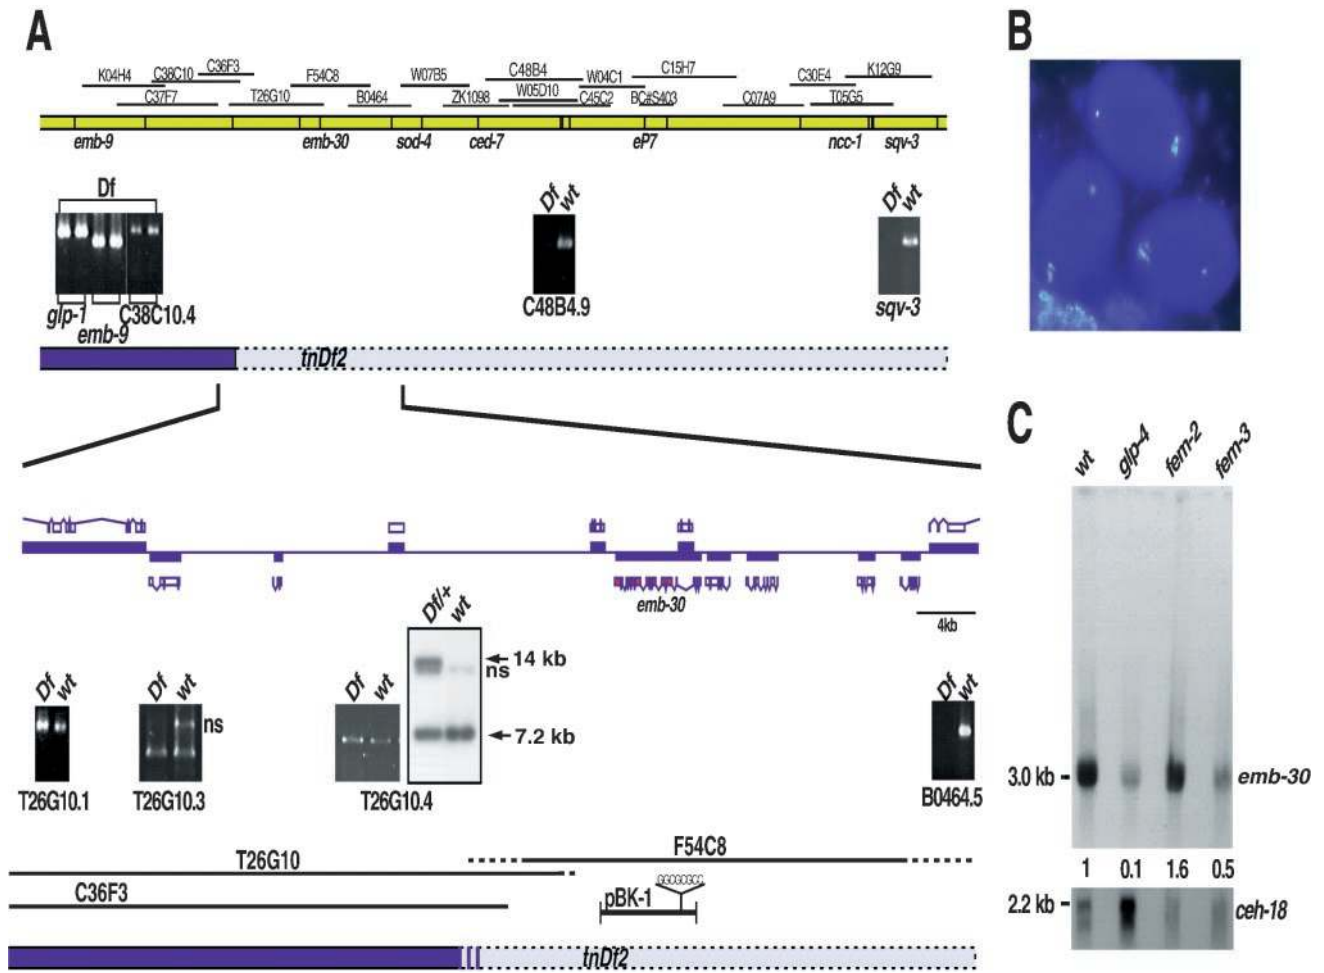 A
K04H4
C38C10
C36F3
F54C8
W07B5
C48B4
W04C1
C15H7
C30E4
K12G9
C37F7
T26G10
B0464
ZK1098
W05D10
C45C2
BC#S403
C07A9
T05G5
emb-9
emb-30
sod-4
ced-7
eP7
ncc-1
sqv-3
Df
glp-1
emb-9
C38C10.4
Df wt
C48B4.9
Df wt
sqv-3
tnDf2
emb-30
4kb
Df wt
T26G10.1
Df wt
ns
T26G10.3
Df wt
T26G10.4
Df/+ wt
14 kb
ns
7.2 kb
Df wt
B0464.5
T26G10
F54C8
C36F3
pBK-1
GGCGCGCC
tnDf2
B
C
wt glp-4 fem-2 fem-3
3.0 kb
emb-30
1 0.1 1.6 0.5
2.2 kb
ceh-18